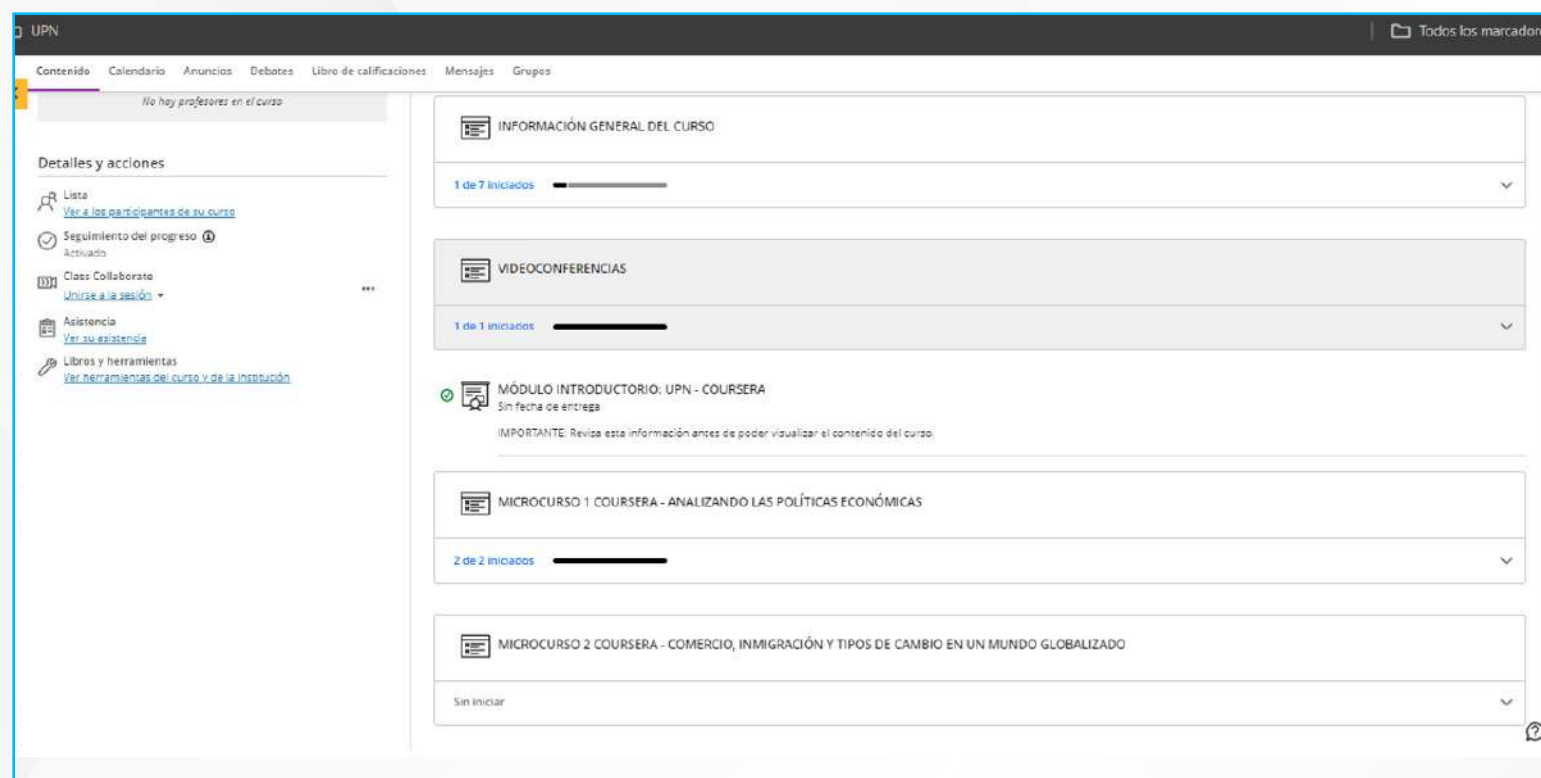 UPN
Todos los marcadore
Contenido Calendario Anuncios Debates Libro de calificaciones Mensajes Grupos
No hay profesores en el curso
Detalles y acciones
Lista
Ver a los participantes de su curso
Seguimiento del progreso
Activado
Class Collaborate
Unirse a la sesión
Asistencia
Ver su asistencia
Libros y herramientas
Ver herramientas del curso y de la institución
INFORMACIÓN GENERAL DEL CURSO
1 de 7 iniciados
VIDEOCONFERENCIAS
1 de 1 iniciados
MÓDULO INTRODUCTORIO: UPN - COURSERA
Sin fecha de entrega
IMPORTANTE: Revisa esta información antes de poder visualizar el contenido del curso.
MICROCURSO 1 COURSERA - ANALIZANDO LAS POLÍTICAS ECONÓMICAS
2 de 2 iniciados
MICROCURSO 2 COURSERA - COMERCIO, INMIGRACIÓN Y TIPOS DE CAMBIO EN UN MUNDO GLOBALIZADO
Sin iniciar